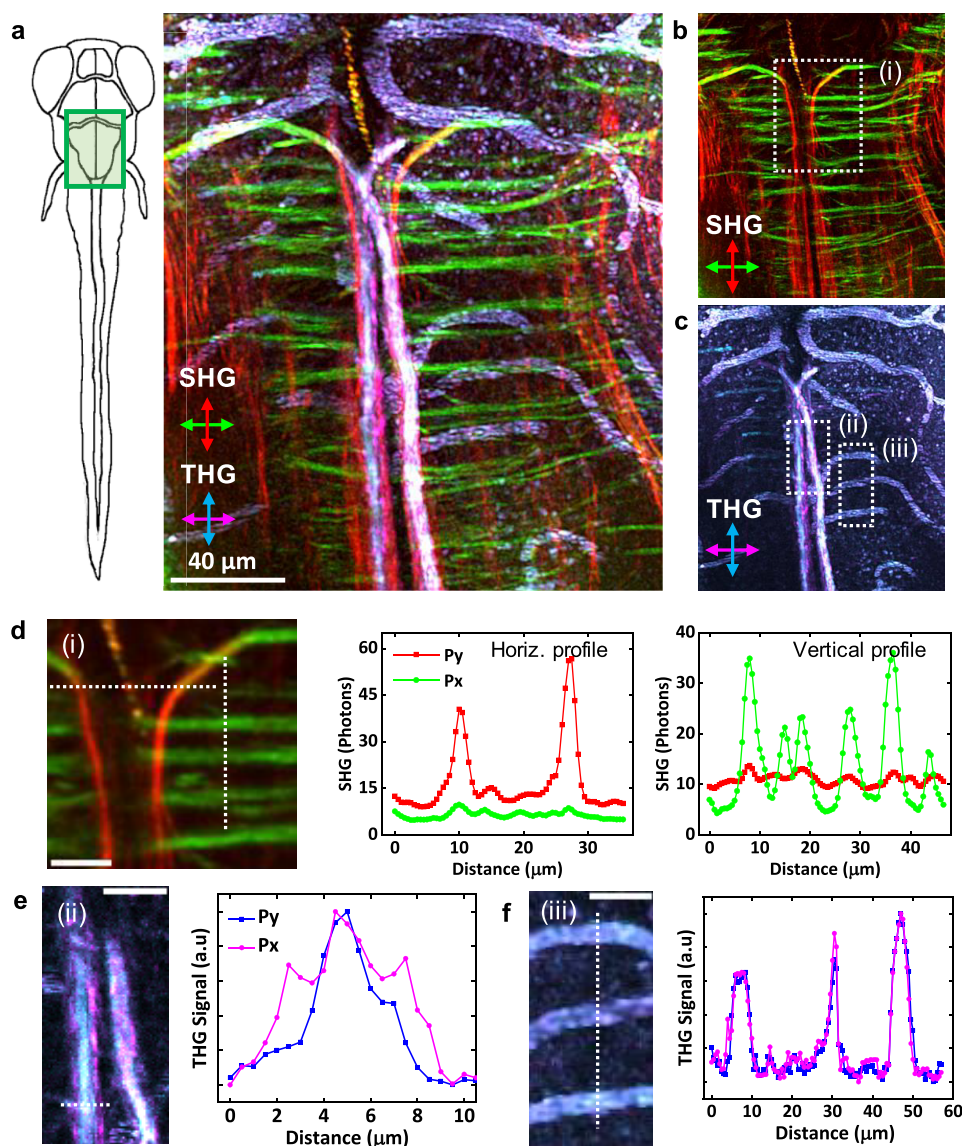 a
SHG
THG
40 µm
b
(i)
SHG
c
(ii)
(iii)
THG
d
(i)
60
45
30
15
0
SHG (Photons)
Py
Px
Horiz. profile
0 10 20 30
Distance (µm)
40
30
20
10
0
SHG (Photons)
Vertical profile
0 10 20 30 40
Distance (µm)
e
(ii)
THG Signal (a.u)
Py
Px
0 2 4 6 8 10
Distance (µm)
f
(iii)
THG Signal (a.u)
0 10 20 30 40 50 60
Distance (µm)